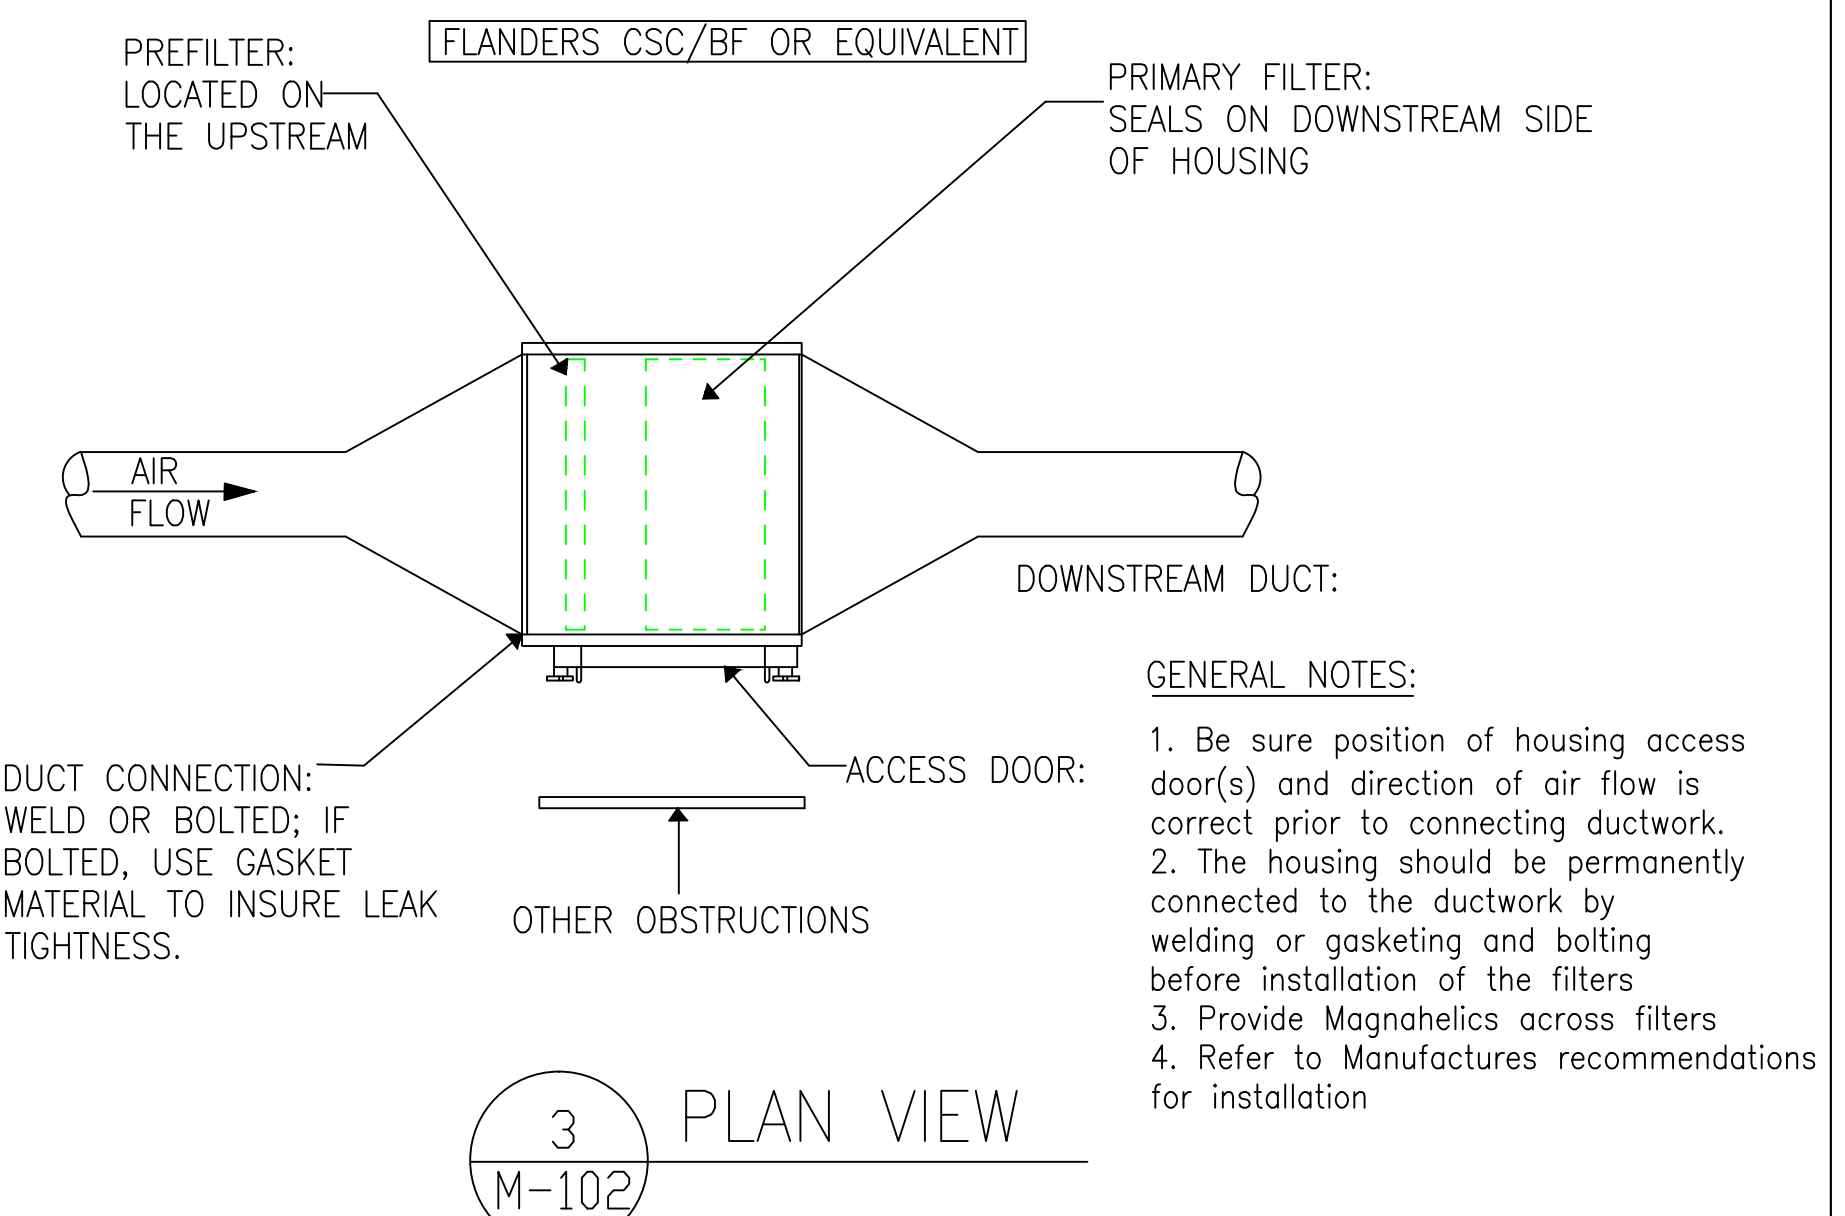 FLANDERS CSC/BF OR EQUIVALENT
PREFILTER:
LOCATED ON
THE UPSTREAM
PRIMARY FILTER:
SEALS ON DOWNSTREAM SIDE
OF HOUSING
AIR
FLOW
DOWNSTREAM DUCT:
DUCT CONNECTION:
WELD OR BOLTED; IF
BOLTED, USE GASKET
MATERIAL TO INSURE LEAK
TIGHTNESS.
ACCESS DOOR:
OTHER OBSTRUCTIONS
GENERAL NOTES:
1. Be sure position of housing access
door(s) and direction of air flow is
correct prior to connecting ductwork.
2. The housing should be permanently
connected to the ductwork by
welding or gasketing and bolting
before installation of the filters
3. Provide Magnahelics across filters
4. Refer to Manufactures recommendations
for installation
3
M-102
PLAN VIEW